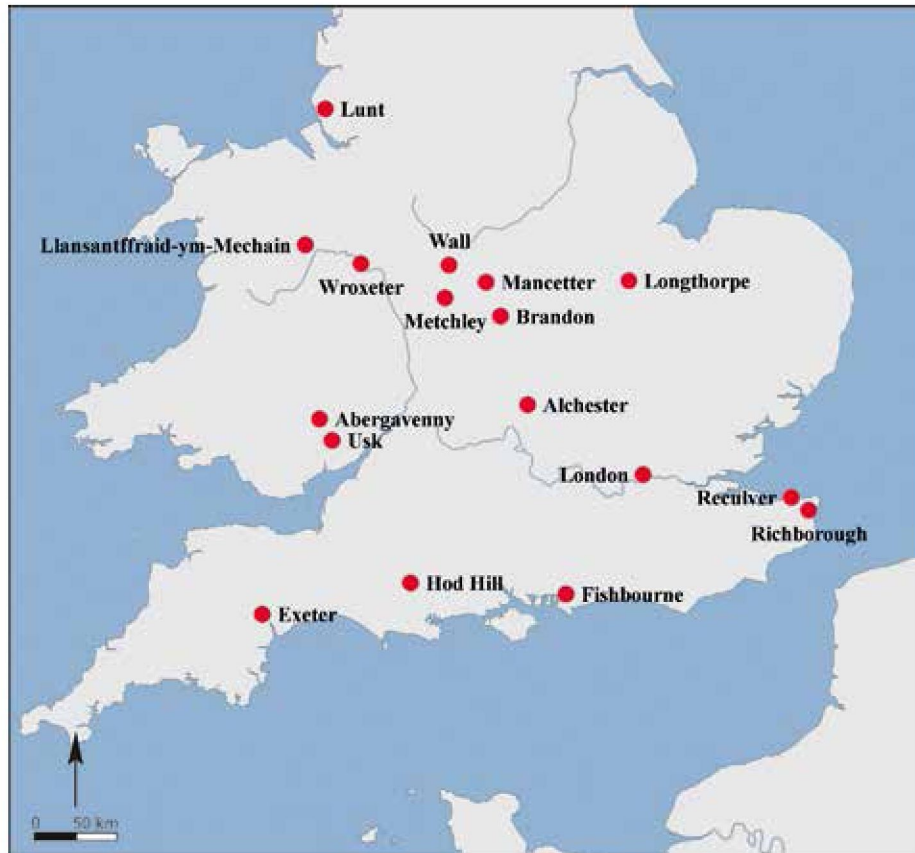 Lunt
Llansantffraid-ym-Mechain
Wall
Wroxeter
Mancetter
Longthorpe
Metchley
Brandon
Alchester
Abergavenny
Usk
London
Reculver
Richborough
Hod Hill
Fishbourne
Exeter
0 50 km